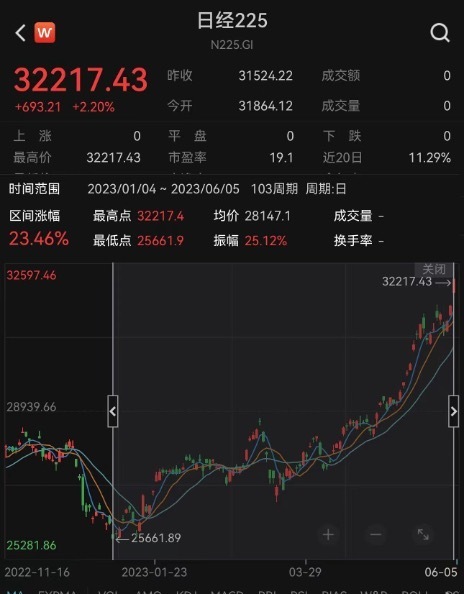 日经225
W
N225.GI
32217.43 昨收 31524.22 成交额 0
+693.21 +2.20% 今开 31864.12 成交量 0
上涨 0 平盘 0 下跌 0
最高价 32217.43 市盈率 19.1 近20日 11.29%
时间范围 2023/01/04 ~ 2023/06/05 103周期 周期:日
区间涨幅 最高点 32217.4 均价 28147.1 成交量 –
23.46% 最低点 25661.9 振幅 25.12% 换手率 –
关闭
32597.46
32217.43
28939.66
25661.89
25281.86
2022-11-16 2023-01-23 03-29 06-05